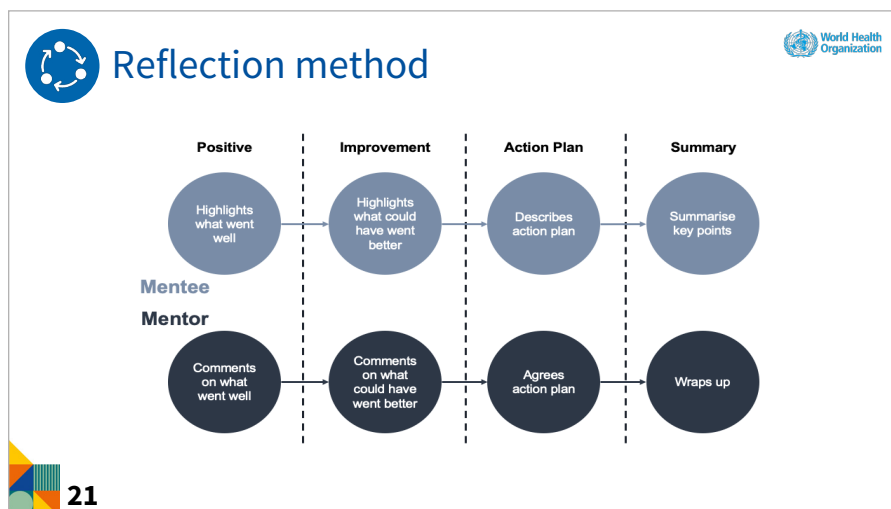 Reflection method
World Health
Organization
Positive
Improvement
Action Plan
Summary
Highlights
what went
well
Highlights
what could
have went
better
Describes
action plan
Summarise
key points
Mentee
Mentor
Comments
on what
went well
Comments
on what
could have
went better
Agrees
action plan
Wraps up
21